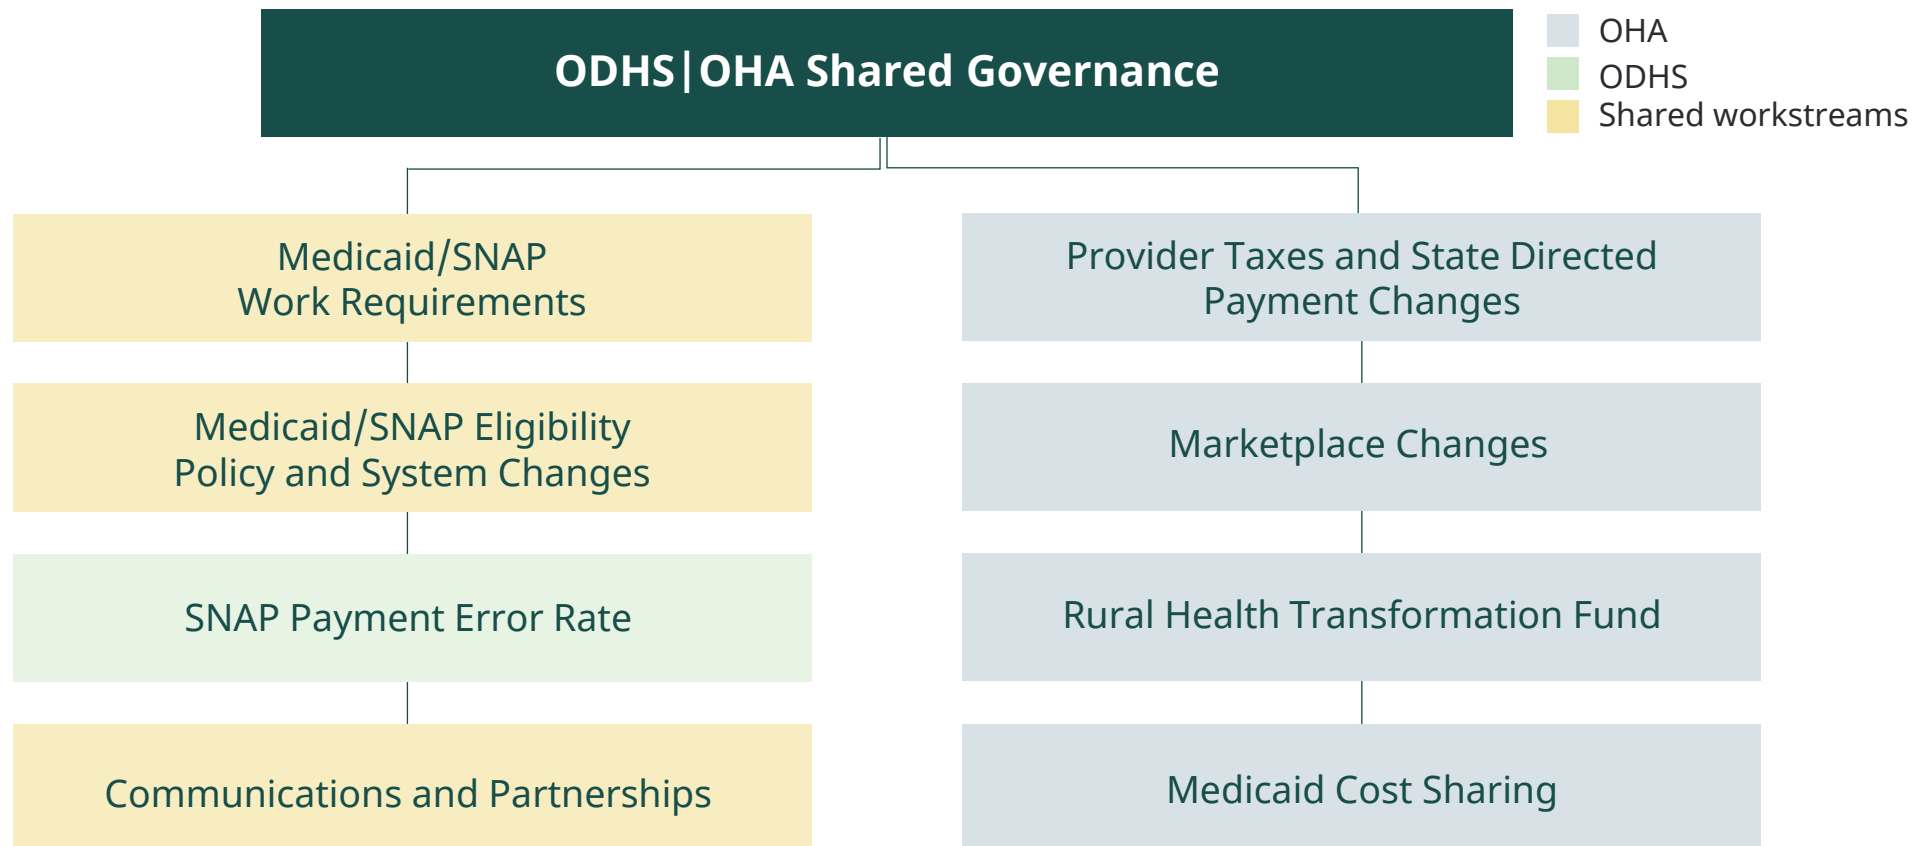 ODHS|OHA Shared Governance
OHA
ODHS
Shared workstreams
Medicaid/SNAP
Work Requirements
Medicaid/SNAP Eligibility
Policy and System Changes
SNAP Payment Error Rate
Communications and Partnerships
Provider Taxes and State Directed
Payment Changes
Marketplace Changes
Rural Health Transformation Fund
Medicaid Cost Sharing